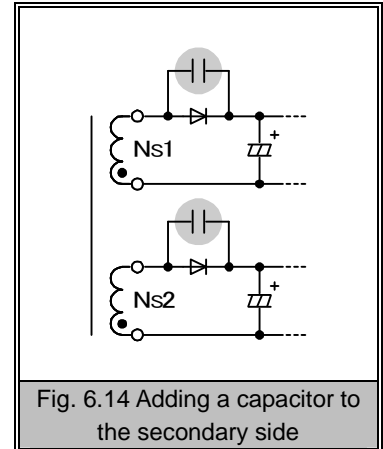 +
Ns1
+
Ns2
Fig. 6.14 Adding a capacitor to
the secondary side